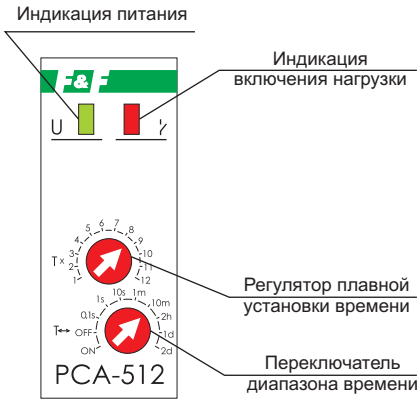 Индикация питания
Индикация
включения нагрузки
F&F
U
5 6 7
4 8
3 9
T× 2 10
1 11
12
10s 1m
1s 10m
0,1s 2h
T↔ OFF 1d
ON 2d
Регулятор плавной
установки времени
Переключатель
диапазона времени
PCA-512